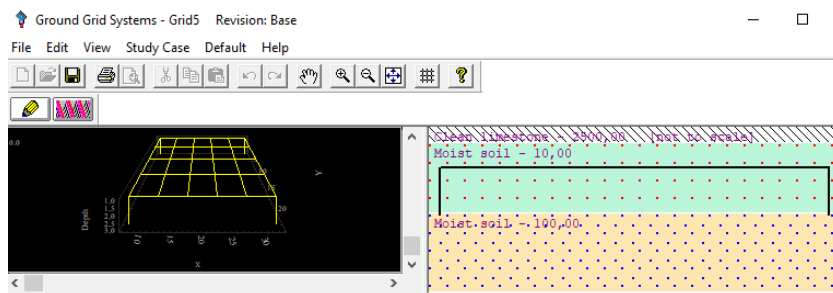 Ground Grid Systems - Grid5 Revision: Base
File Edit View Study Case Default Help
0.0
Y
10
15
20
1.0
1.5
2.0
2.5
3.0
Depth
10 15 20 25 30
X
Clean limestone - 2500,00 [not to scale]
Moist soil - 10,00
Moist soil - 100,00